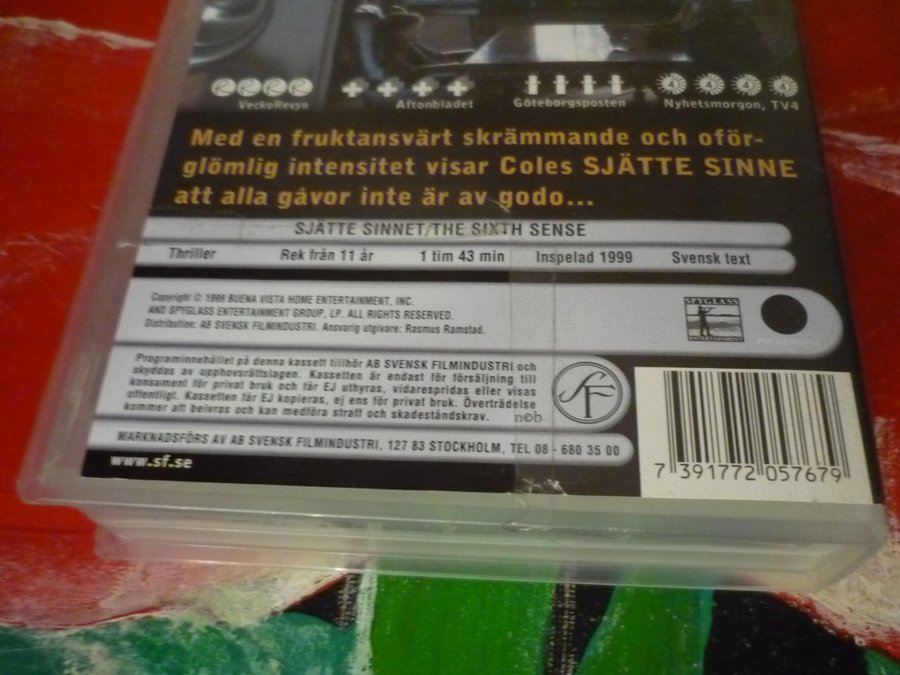 VeckoRevyn Aftonbladet Göteborgsposten Nyhetsmorgon, TV4
Med en fruktansvärt skrämmande och oför-
glömlig intensitet visar Coles SJÄTTE SINNE
att alla gåvor inte är av godo...
SJÄTTE SINNET/THE SIXTH SENSE
Thriller Rek från 11 år 1 tim 43 min Inspelad 1999 Svensk text
Copyright © 1999 BUENA VISTA HOME ENTERTAINMENT, INC.
AND SPYGLASS ENTERTAINMENT GROUP, LP. ALL RIGHTS RESERVED.
Distribution: AB SVENSK FILMINDUSTRI. Ansvarig utgivare: Rasmus Ramstad.
SPYGLASS
ENTERTAINMENT
Programinnehållet på denna kassett tillhör AB SVENSK FILMINDUSTRI och
skyddas av upphovsrättslagen. Kassetten är endast för försäljning till
konsument för privat bruk och får EJ uthyras, vidarespridas eller visas
offentligt. Kassetten får EJ kopieras, ej ens för privat bruk. Överträdelse
kommer att beivras och kan medföra straff och skadeståndskrav.
n©b
SF
MARKNADSFÖRS AV AB SVENSK FILMINDUSTRI, 127 83 STOCKHOLM, TEL 08 - 680 35 00
www.sf.se
7 391772 057679